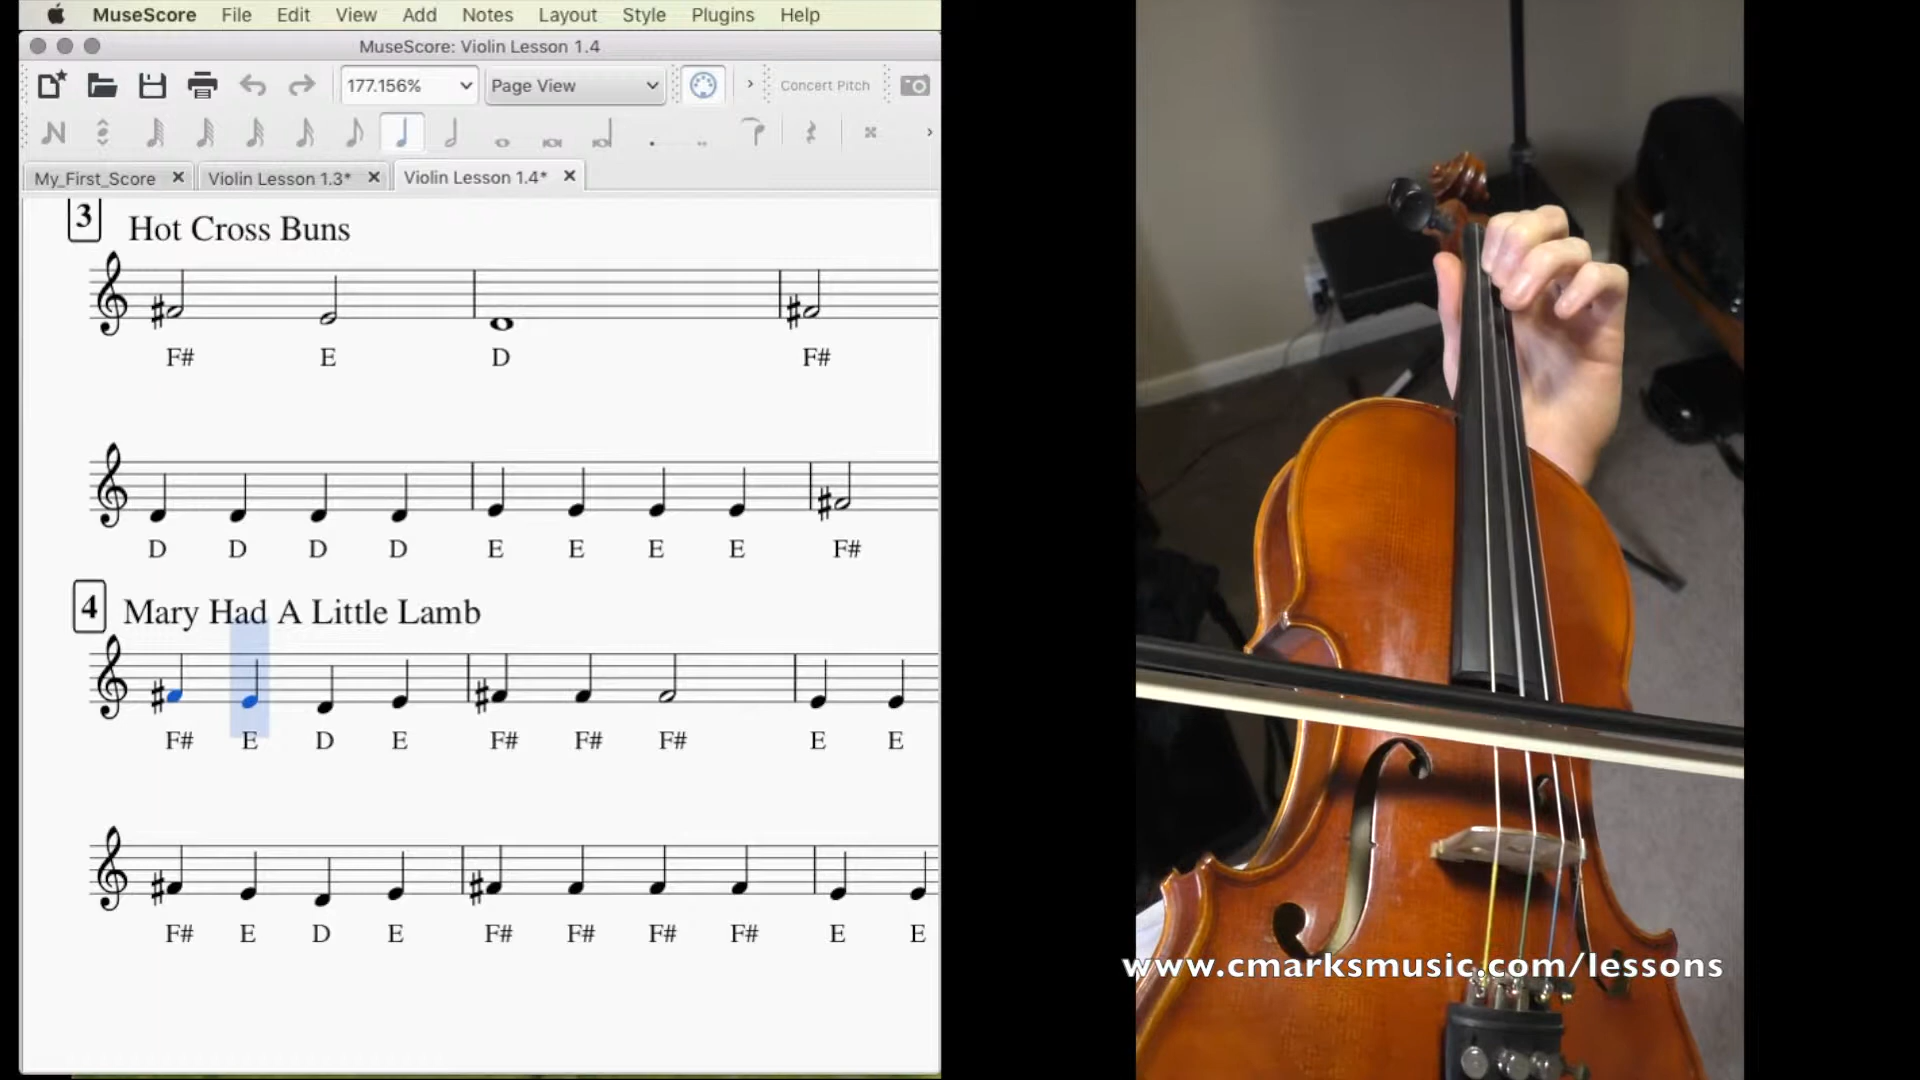 MuseScore File Edit View Add Notes Layout Style Plugins Help
MuseScore: Violin Lesson 1.4
177.156% Page View Concert Pitch
My_First_Score Violin Lesson 1.3* Violin Lesson 1.4*
3 Hot Cross Buns
F# E D F#
D D D D E E E E F#
4 Mary Had A Little Lamb
F# E D E F# F# F# E E
F# E D E F# F# F# F# E E
www.cmarksmusic.com/lessons